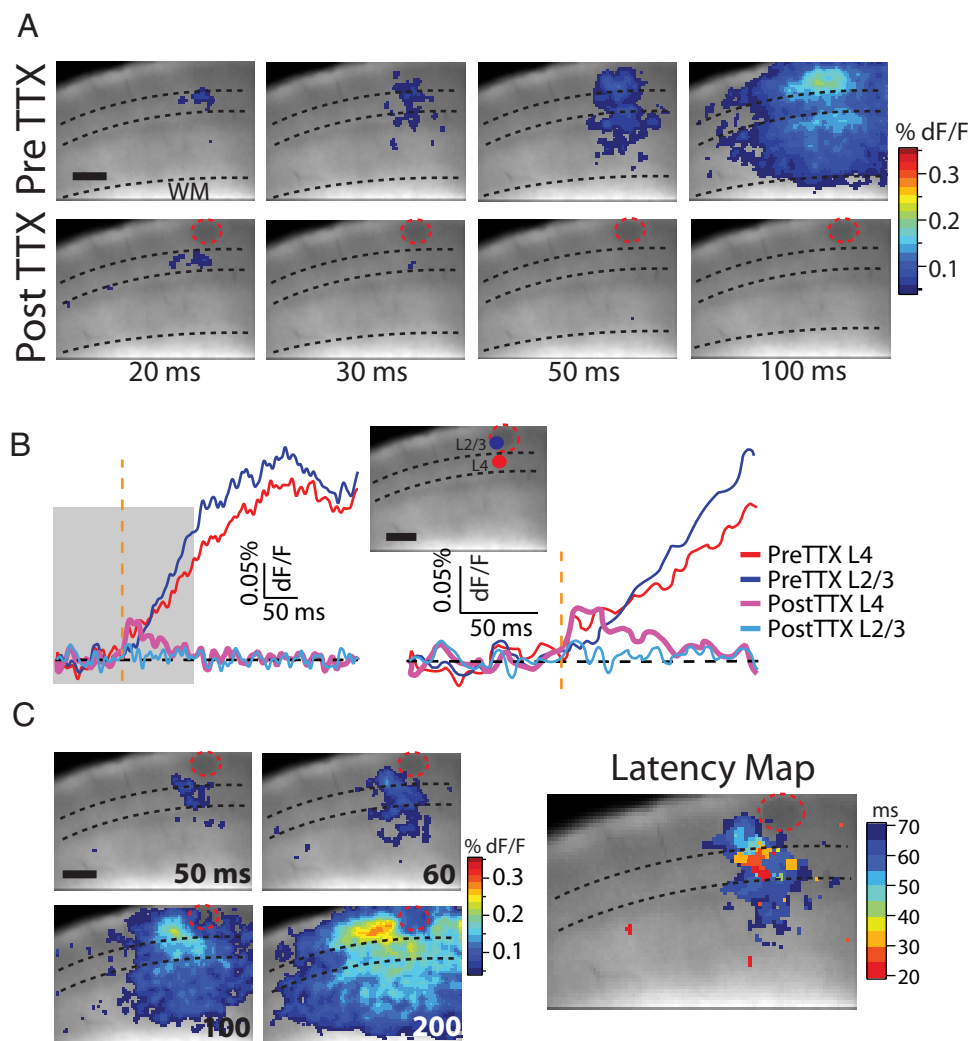 A
Pre TTX
WM
% dF/F
0.3
0.2
0.1
Post TTX
20 ms
30 ms
50 ms
100 ms
B
L2/3
L4
0.05%
dF/F
50 ms
0.05%
dF/F
50 ms
PreTTX L4
PreTTX L2/3
PostTTX L4
PostTTX L2/3
C
50 ms
60
100
200
% dF/F
0.3
0.2
0.1
Latency Map
ms
70
60
50
40
30
20